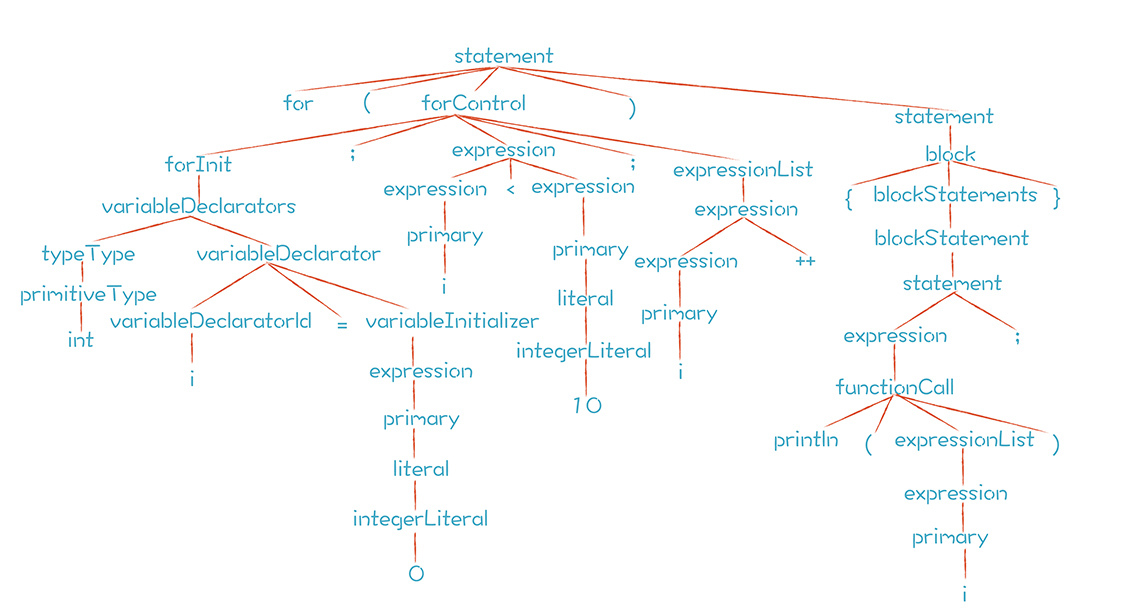 statement
for ( forControl ) statement
forInit ; expression ; expressionList block
variableDeclarators expression < expression expression { blockStatements }
typeType variableDeclarator primary primary expression ++ blockStatement
primitiveType i literal primary statement
int variableDeclaratorId = variableInitializer integerLiteral i expression ;
i expression 10 functionCall
primary println ( expressionList )
literal expression
integerLiteral primary
0 i